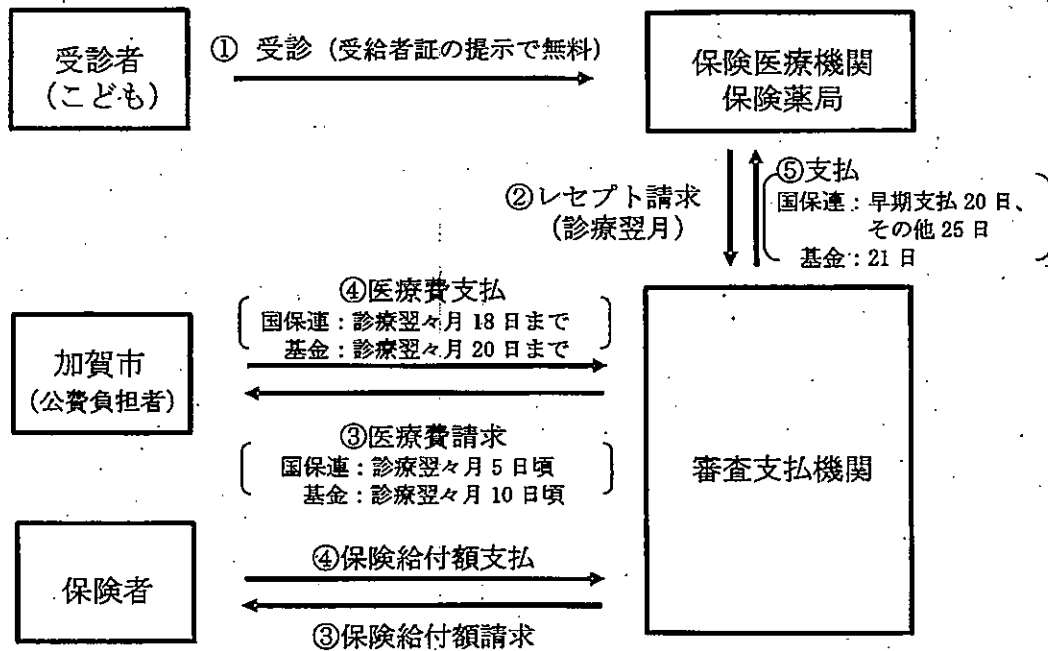 受診者
(こども)
① 受診 (受給者証の提示で無料)
保険医療機関
保険薬局
②レセプト請求
(診療翌月)
⑤支払
国保連:早期支払 20 日、
その他 25 日
基金:21 日
④医療費支払
国保連:診療翌々月 18 日まで
基金:診療翌々月 20 日まで
加賀市
(公費負担者)
③医療費請求
国保連:診療翌々月 5 日頃
基金:診療翌々月 10 日頃
審査支払機関
④保険給付額支払
保険者
③保険給付額請求